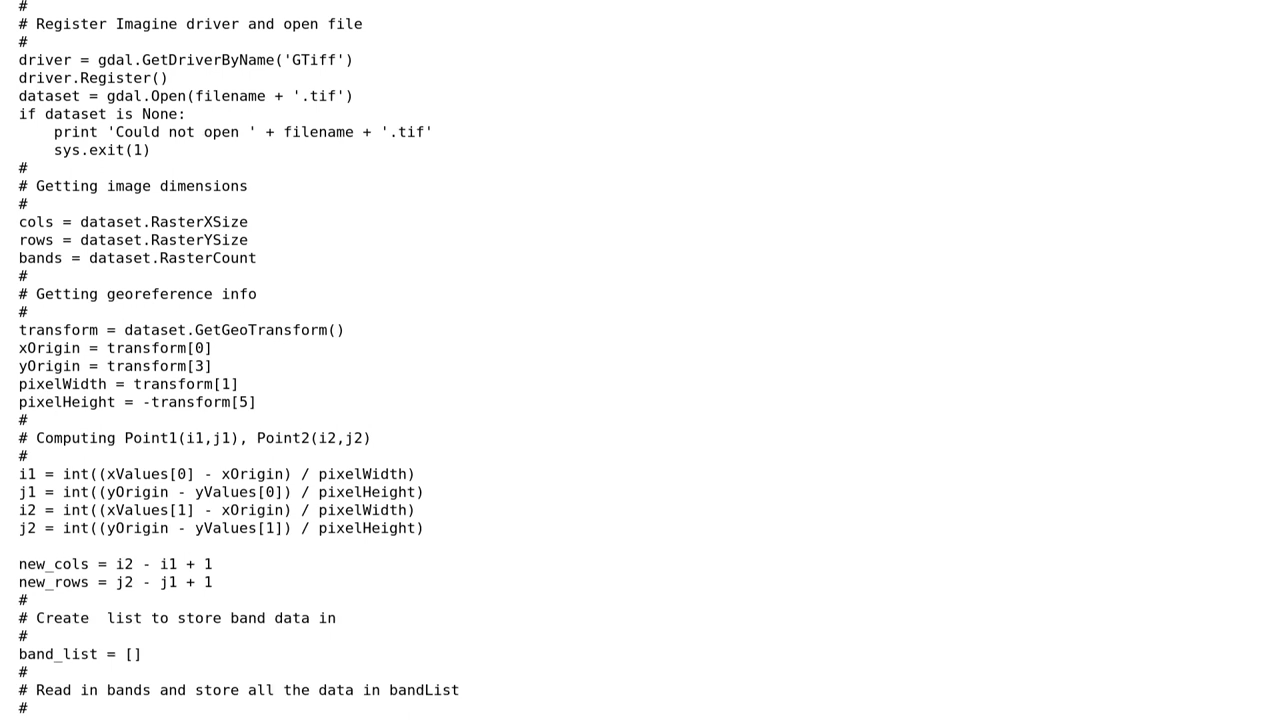 #
# Register Imagine driver and open file
#
driver = gdal.GetDriverByName('GTiff')
driver.Register()
dataset = gdal.Open(filename + '.tif')
if dataset is None:
    print 'Could not open ' + filename + '.tif'
    sys.exit(1)
#
# Getting image dimensions
#
cols = dataset.RasterXSize
rows = dataset.RasterYSize
bands = dataset.RasterCount
#
# Getting georeference info
#
transform = dataset.GetGeoTransform()
xOrigin = transform[0]
yOrigin = transform[3]
pixelWidth = transform[1]
pixelHeight = -transform[5]
#
# Computing Point1(i1,j1), Point2(i2,j2)
#
i1 = int((xValues[0] - xOrigin) / pixelWidth)
j1 = int((yOrigin - yValues[0]) / pixelHeight)
i2 = int((xValues[1] - xOrigin) / pixelWidth)
j2 = int((yOrigin - yValues[1]) / pixelHeight)

new_cols = i2 - i1 + 1
new_rows = j2 - j1 + 1
#
# Create  list to store band data in
#
band_list = []
#
# Read in bands and store all the data in bandList
#